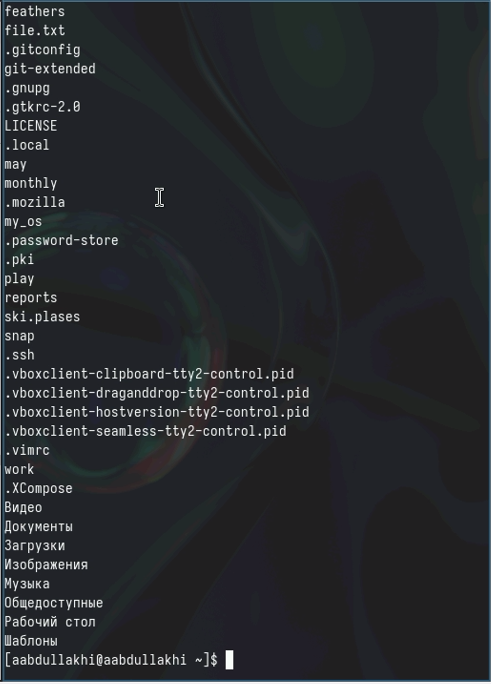 feathers
file.txt
.gitconfig
git-extended
.gnupg
.gtkrc-2.0
LICENSE
.local
may
monthly
.mozilla
my_os
.password-store
.pki
play
reports
ski.plases
snap
.ssh
.vboxclient-clipboard-tty2-control.pid
.vboxclient-draganddrop-tty2-control.pid
.vboxclient-hostversion-tty2-control.pid
.vboxclient-seamless-tty2-control.pid
.vimrc
work
.XCompose
Видео
Документы
Загрузки
Изображения
Музыка
Общедоступные
Рабочий стол
Шаблоны
[aabdullakhi@aabdullakhi ~]$